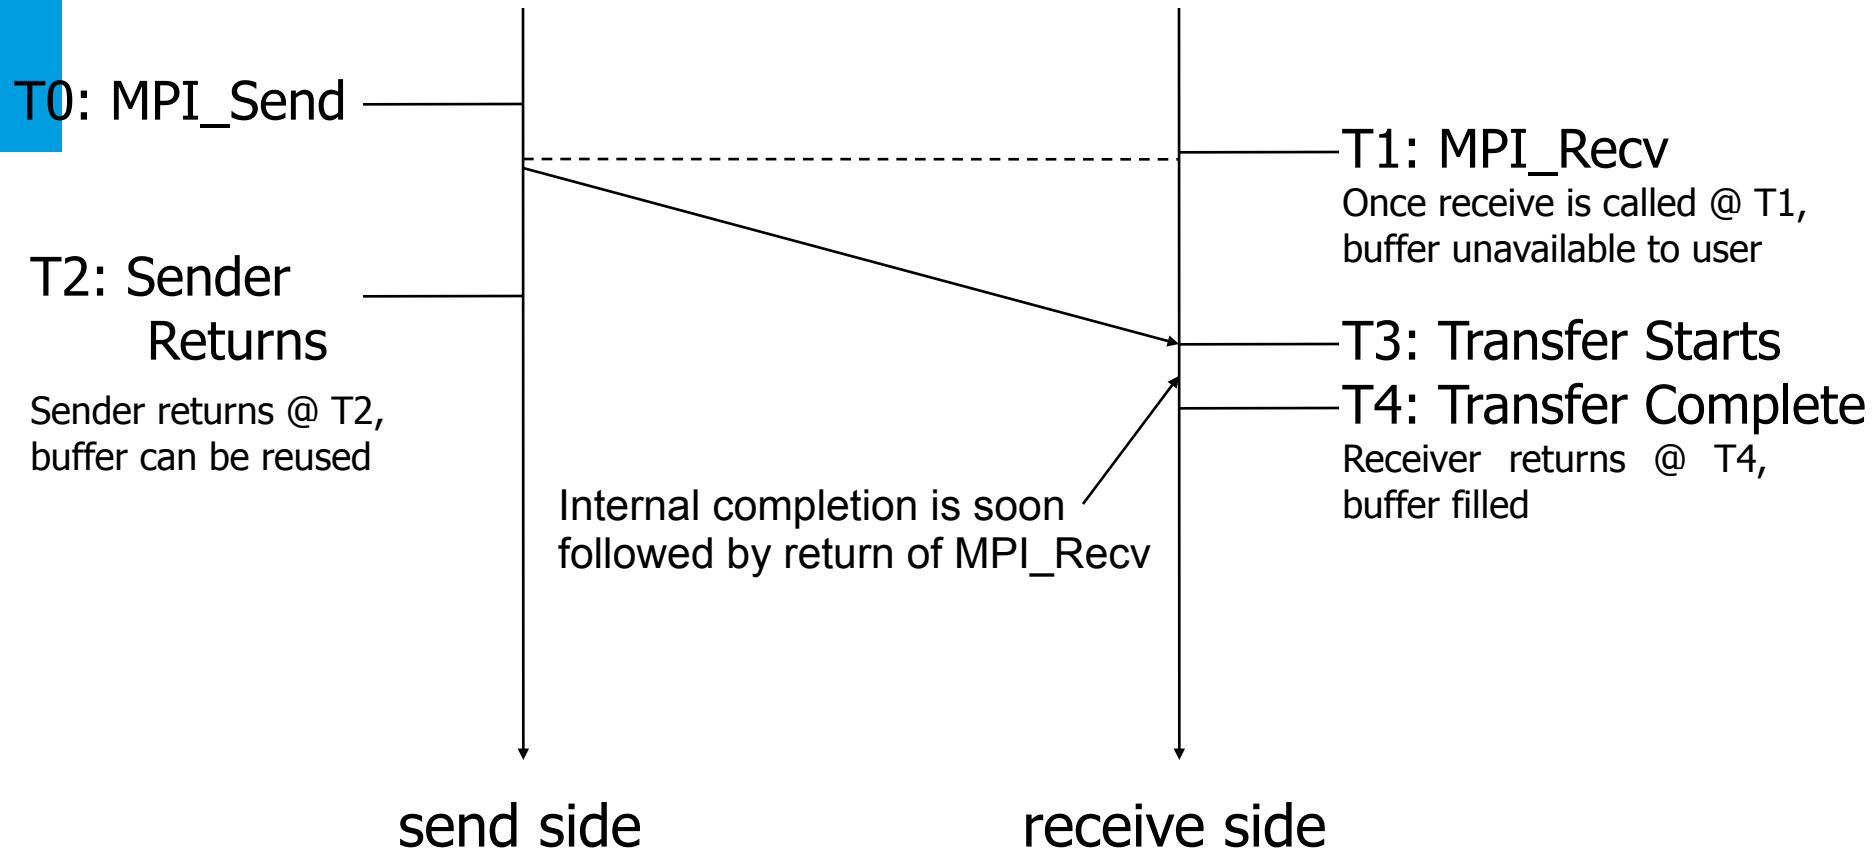 T0: MPI_Send
T2: Sender
Returns
Sender returns @ T2,
buffer can be reused
T1: MPI_Recv
Once receive is called @ T1,
buffer unavailable to user
T3: Transfer Starts
T4: Transfer Complete
Receiver returns @ T4,
buffer filled
Internal completion is soon
followed by return of MPI_Recv
send side
receive side